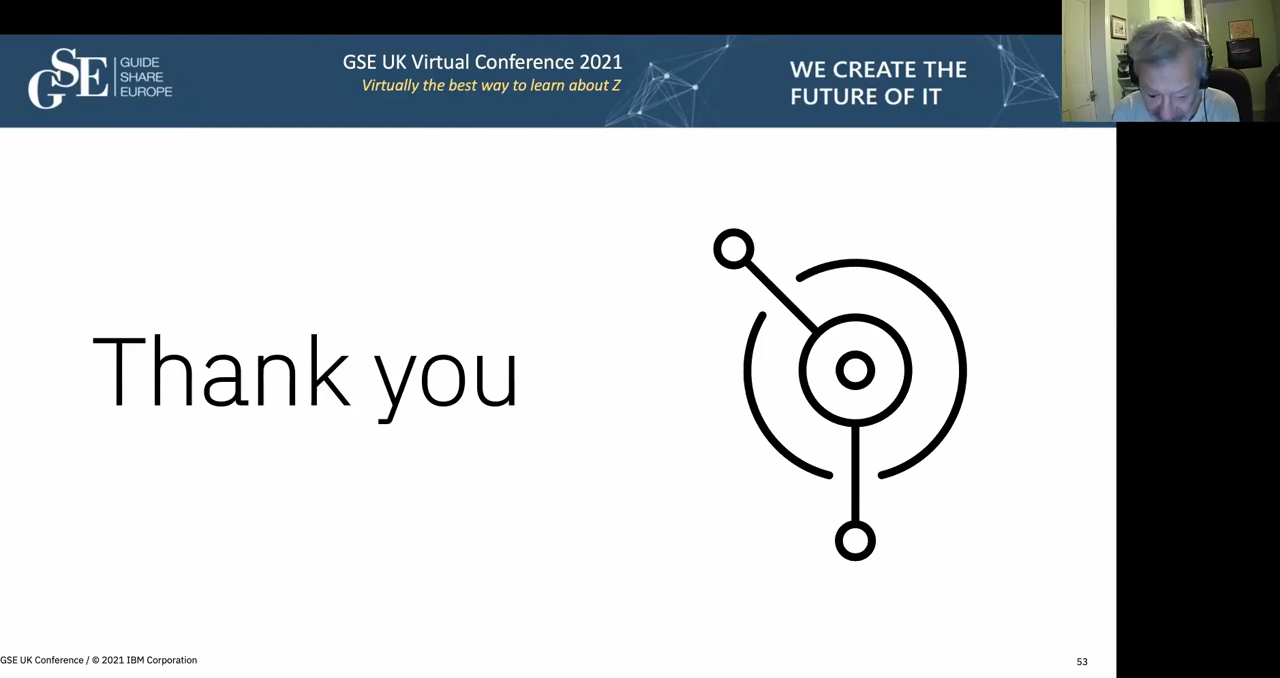 GSE
GUIDE
SHARE
EUROPE
GSE UK Virtual Conference 2021
Virtually the best way to learn about Z
WE CREATE THE
FUTURE OF IT
Thank you
GSE UK Conference / © 2021 IBM Corporation
53